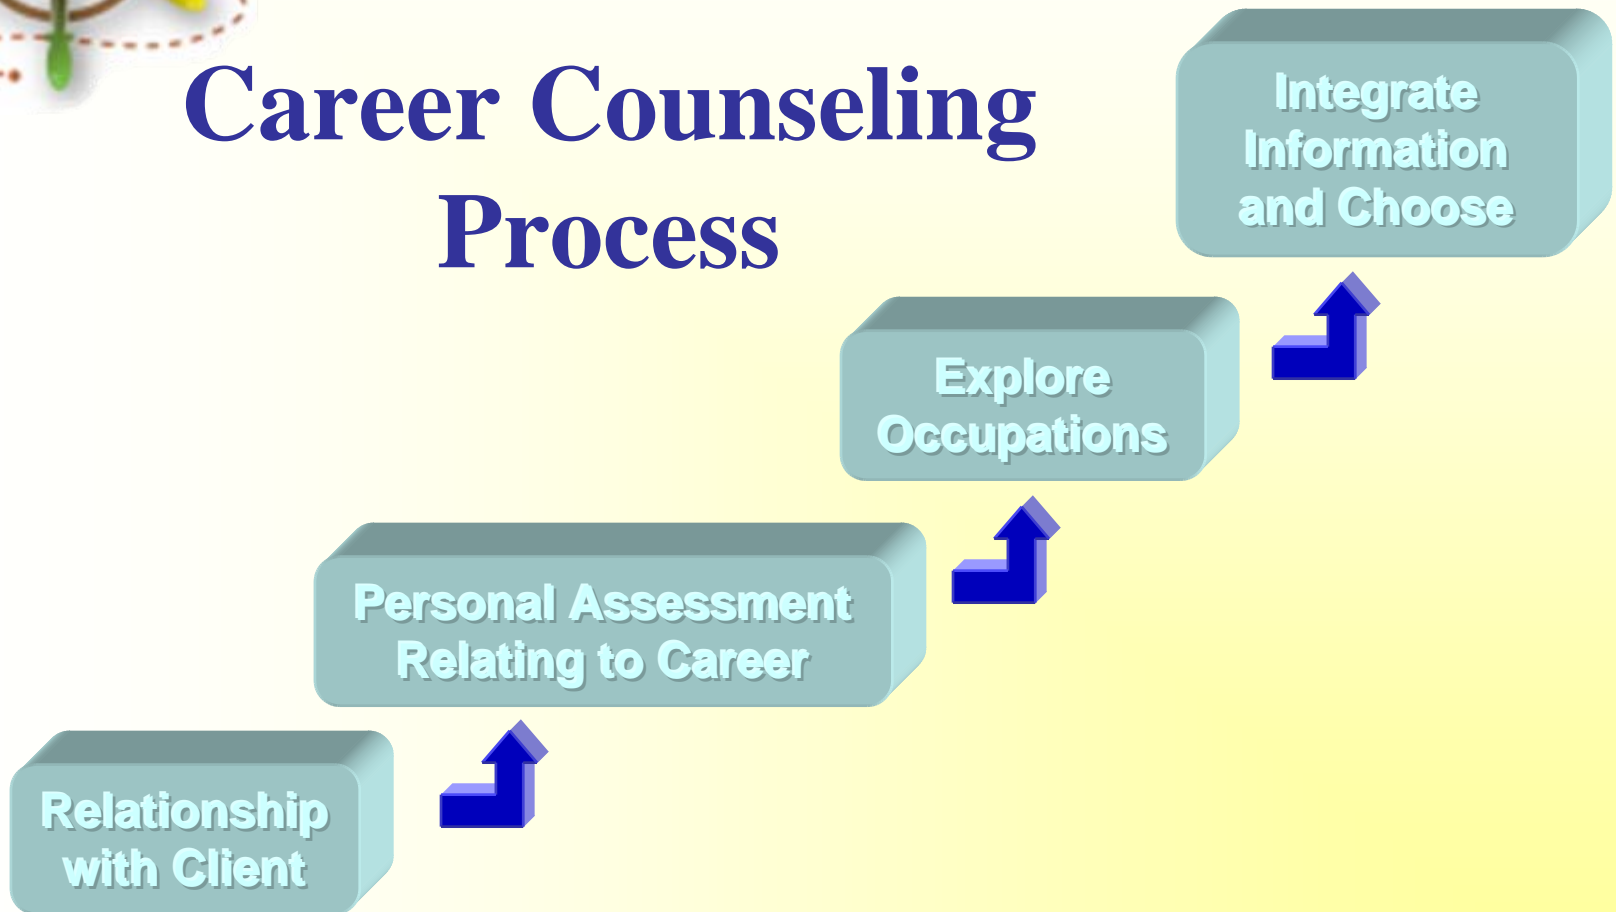 Career Counseling
Process
Integrate
Information
and Choose
Explore
Occupations
Personal Assessment
Relating to Career
Relationship
with Client